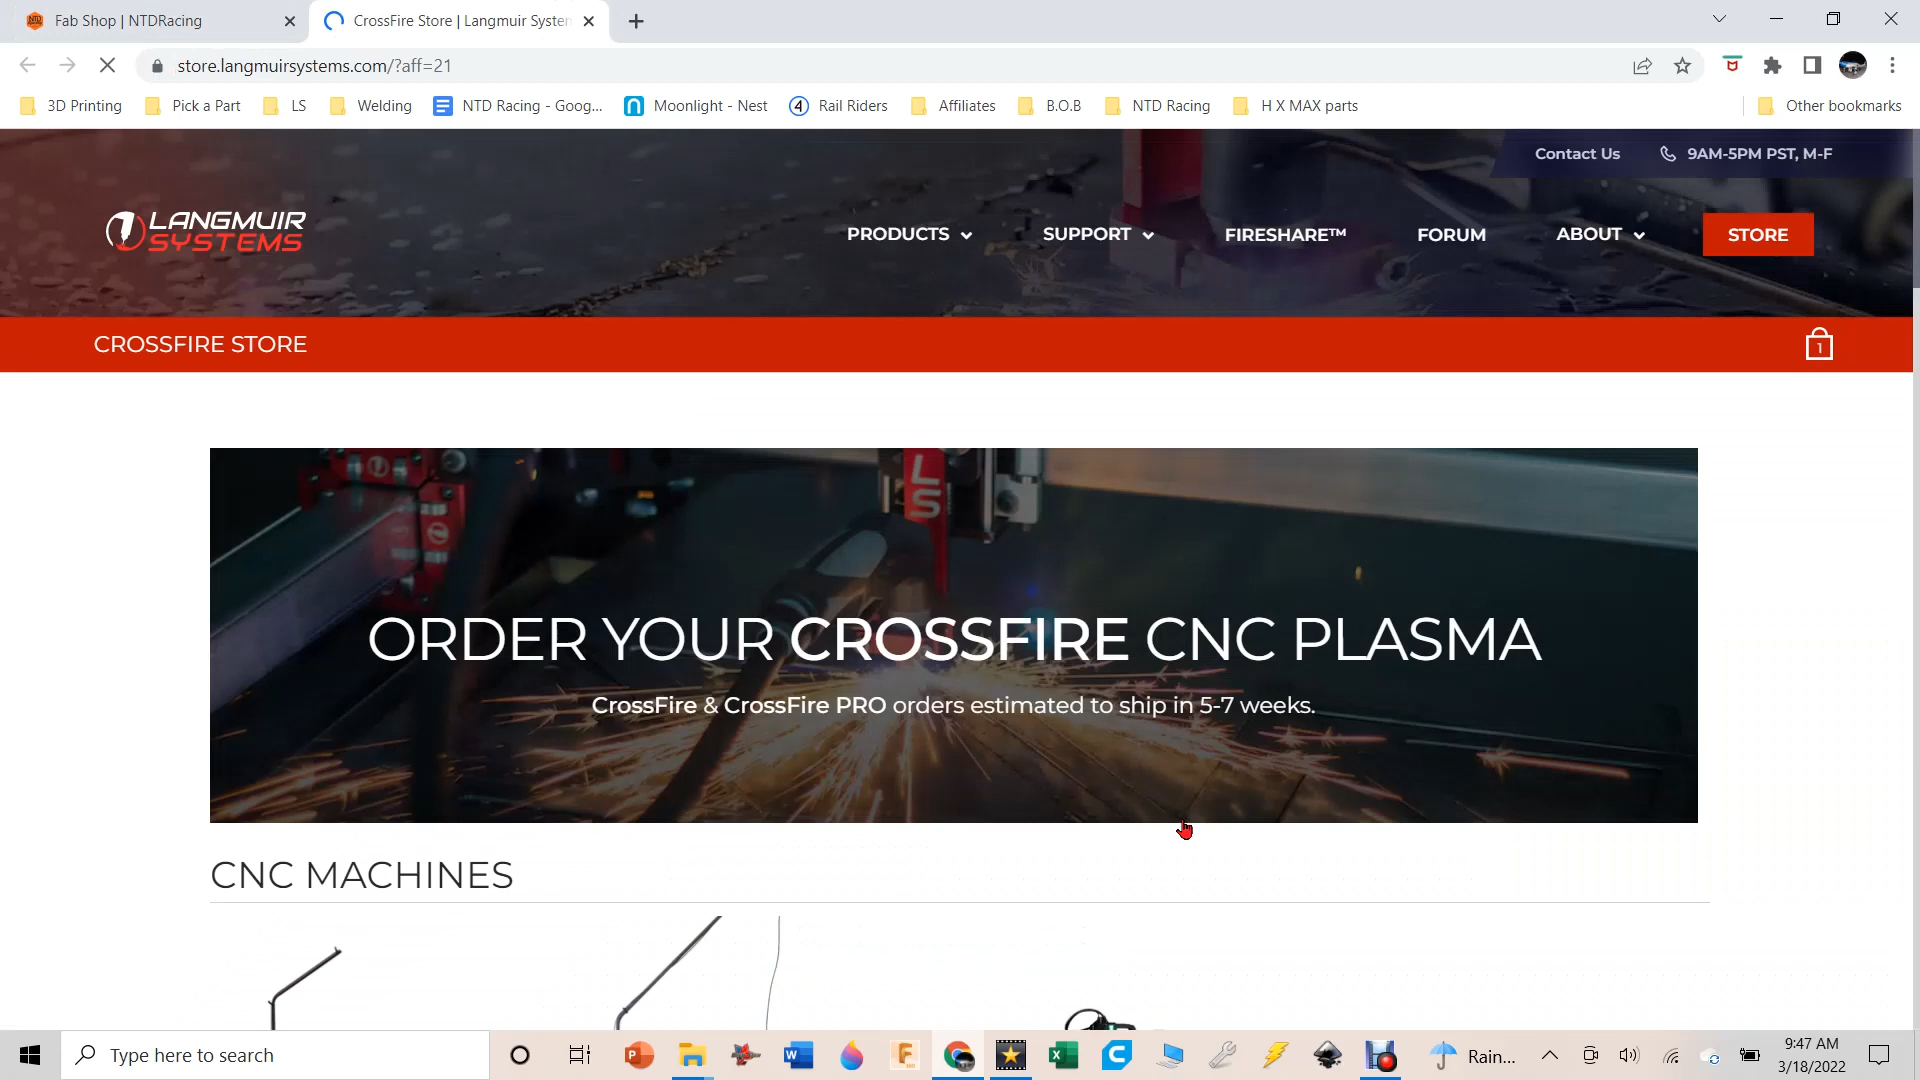 Fab Shop | NTDRacing
CrossFire Store | Langmuir System
store.langmuirsystems.com/?aff=21
3D Printing
Pick a Part
LS
Welding
NTD Racing - Goog...
Moonlight - Nest
4
Rail Riders
Affiliates
B.O.B
NTD Racing
H X MAX parts
Other bookmarks
Contact Us
9AM-5PM PST, M-F
LANGMUIR
SYSTEMS
PRODUCTS
SUPPORT
FIRESHARE™
FORUM
ABOUT
STORE
CROSSFIRE STORE
1
LS
ORDER YOUR CROSSFIRE CNC PLASMA
CrossFire & CrossFire PRO orders estimated to ship in 5-7 weeks.
CNC MACHINES
Type here to search
Rain...
9:47 AM
3/18/2022